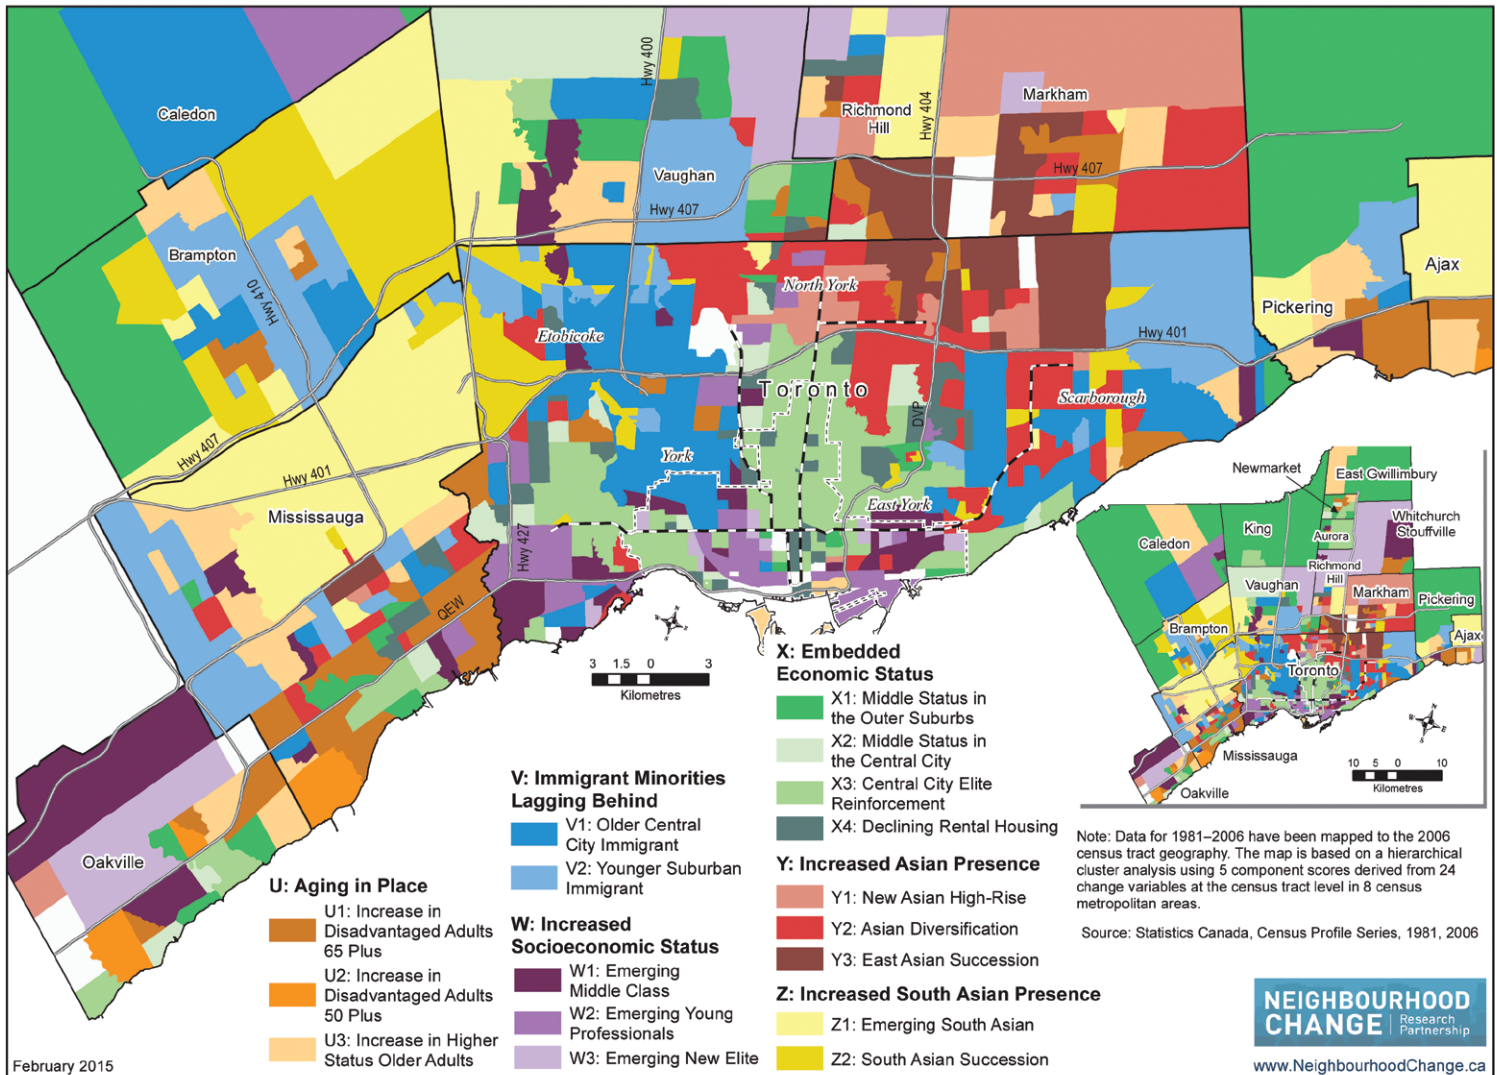 Caledon
Hwy 400
Richmond
Hill
Hwy 404
Markham
Vaughan
Hwy 407
Hwy 407
Brampton
Hwy 410
North York
Ajax
Pickering
Etobicoke
Hwy 401
Toronto
Scarborough
DVP
Hwy 407
Hwy 401
York
East York
Mississauga
Hwy 427
QEW
Oakville
N
E
S
W
3 1.5 0 3
Kilometres
Newmarket
East Gwillimbury
King
Whitchurch
Stouffville
Aurora
Caledon
Richmond
Hill
Vaughan
Markham
Pickering
Brampton
Ajax
Toronto
Mississauga
Oakville
N
E
S
W
10 5 0 10
Kilometres
U: Aging in Place
U1: Increase in
Disadvantaged Adults
65 Plus
U2: Increase in
Disadvantaged Adults
50 Plus
U3: Increase in Higher
Status Older Adults
V: Immigrant Minorities
Lagging Behind
V1: Older Central
City Immigrant
V2: Younger Suburban
Immigrant
W: Increased
Socioeconomic Status
W1: Emerging
Middle Class
W2: Emerging Young
Professionals
W3: Emerging New Elite
X: Embedded
Economic Status
X1: Middle Status in
the Outer Suburbs
X2: Middle Status in
the Central City
X3: Central City Elite
Reinforcement
X4: Declining Rental Housing
Y: Increased Asian Presence
Y1: New Asian High-Rise
Y2: Asian Diversification
Y3: East Asian Succession
Z: Increased South Asian Presence
Z1: Emerging South Asian
Z2: South Asian Succession
Note: Data for 1981–2006 have been mapped to the 2006
census tract geography. The map is based on a hierarchical
cluster analysis using 5 component scores derived from 24
change variables at the census tract level in 8 census
metropolitan areas.
Source: Statistics Canada, Census Profile Series, 1981, 2006
NEIGHBOURHOOD
CHANGE Research
Partnership
www.NeighbourhoodChange.ca
February 2015